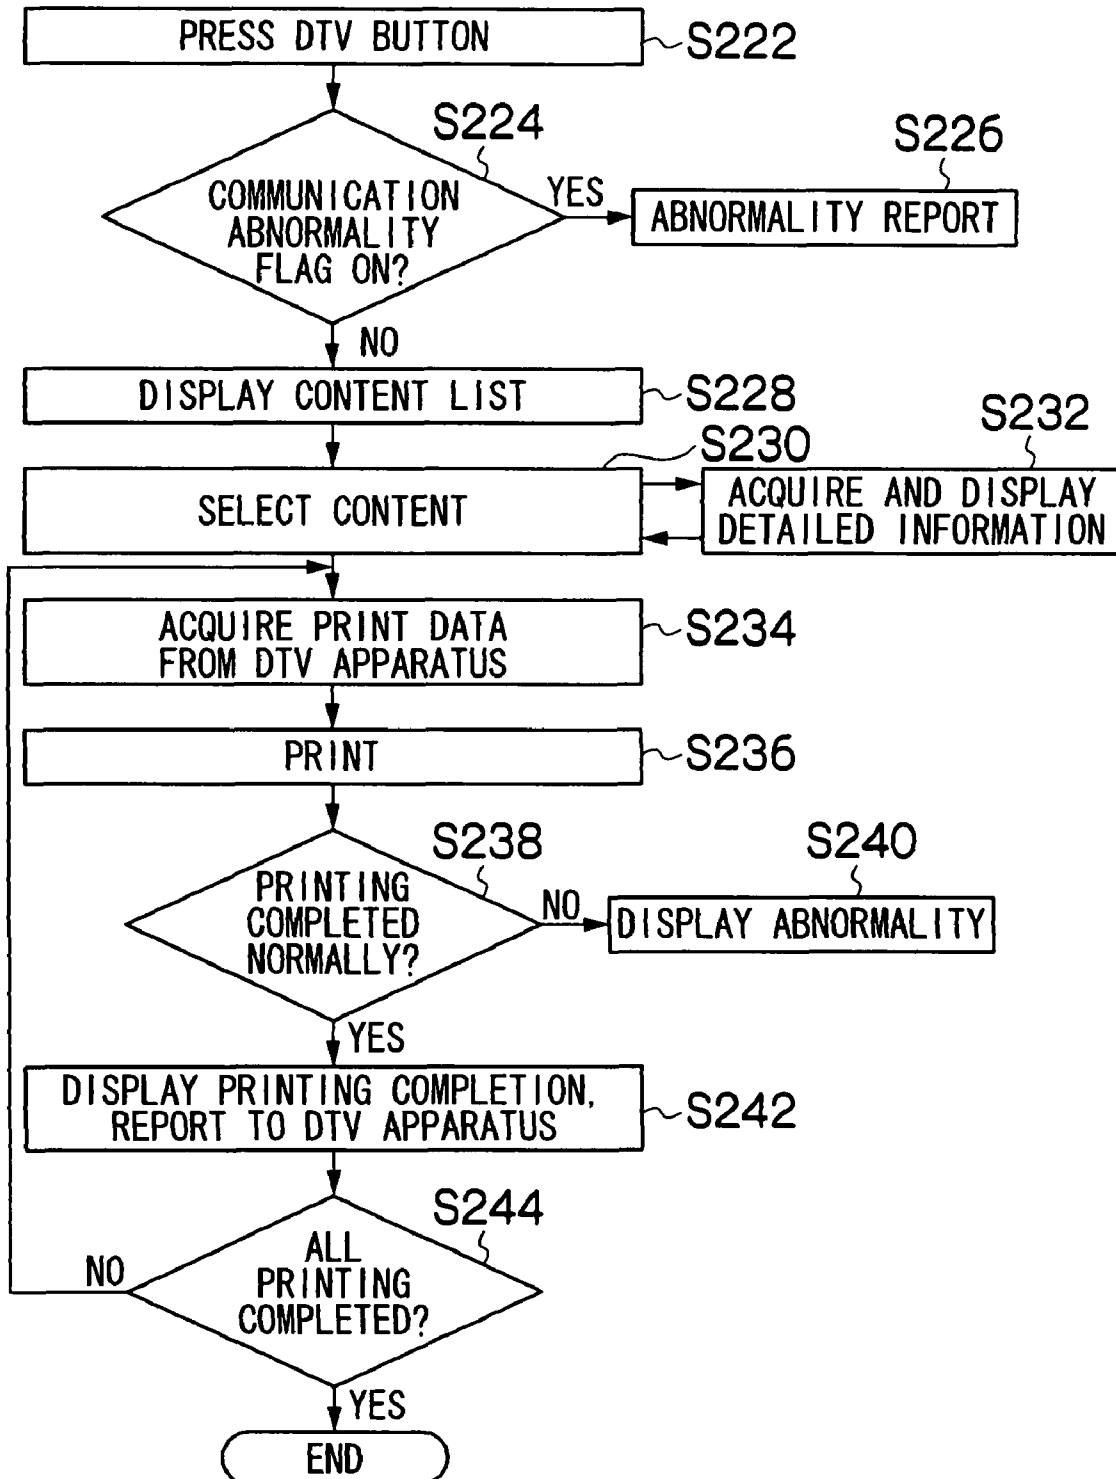 PRESS DTV BUTTON
S222
S224
COMMUNICATION
ABNORMALITY
FLAG ON?
YES
S226
ABNORMALITY REPORT
NO
DISPLAY CONTENT LIST
S228
S230
SELECT CONTENT
S232
ACQUIRE AND DISPLAY
DETAILED INFORMATION
ACQUIRE PRINT DATA
FROM DTV APPARATUS
S234
PRINT
S236
S238
PRINTING
COMPLETED
NORMALLY?
NO
S240
DISPLAY ABNORMALITY
YES
DISPLAY PRINTING COMPLETION,
REPORT TO DTV APPARATUS
S242
S244
ALL
PRINTING
COMPLETED?
NO
YES
END